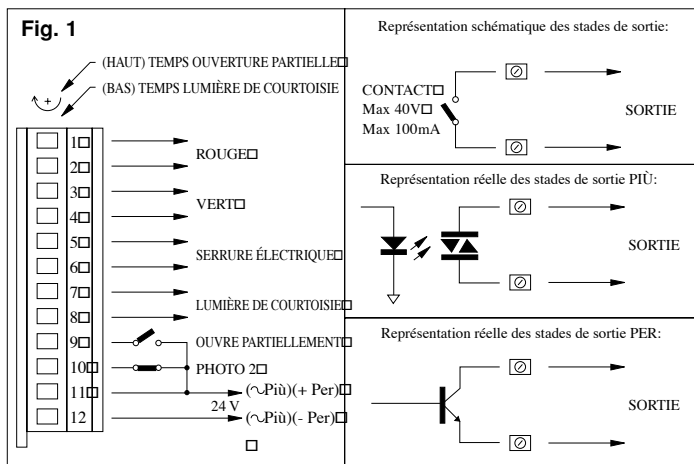 Fig. 1
(HAUT) TEMPS OUVERTURE PARTIELLE
(BAS) TEMPS LUMIÈRE DE COURTOISIE
+
1
2
ROUGE
3
4
VERT
5
6
SERRURE ÉLECTRIQUE
7
8
LUMIÈRE DE COURTOISIE
9
OUVRE PARTIELLEMENT
10
PHOTO 2
11
(~Più)(+ Per)
24 V
12
(~Più)(- Per)
Représentation schématique des stades de sortie:
CONTACT
Max 40V
Max 100mA
SORTIE
Représentation réelle des stades de sortie PIÙ:
SORTIE
Représentation réelle des stades de sortie PER:
SORTIE